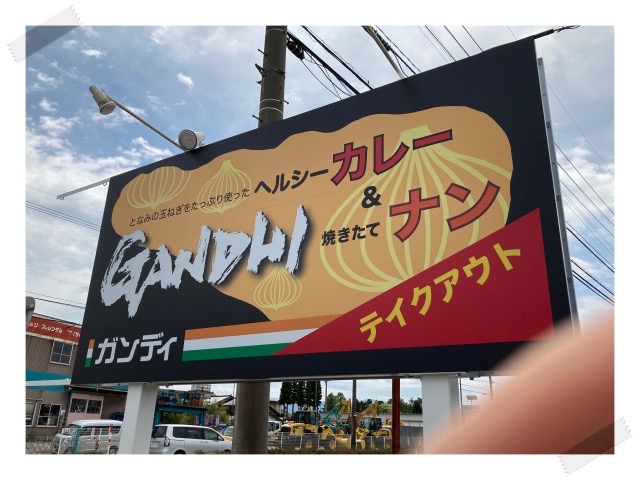 となみの玉ねぎをたっぷり使った
ヘルシーカレー
&
焼きたてナン
GANDHI
テイクアウト
ガンディ